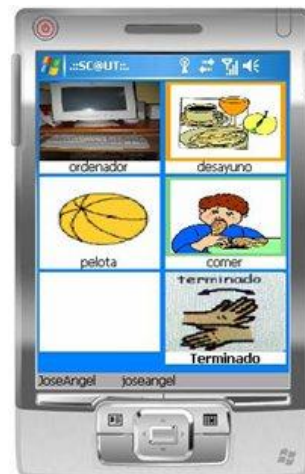 .::SC@UT::.
ordenador
desayuno
pelota
comer
terminado
Terminado
JoseAngel joseangel